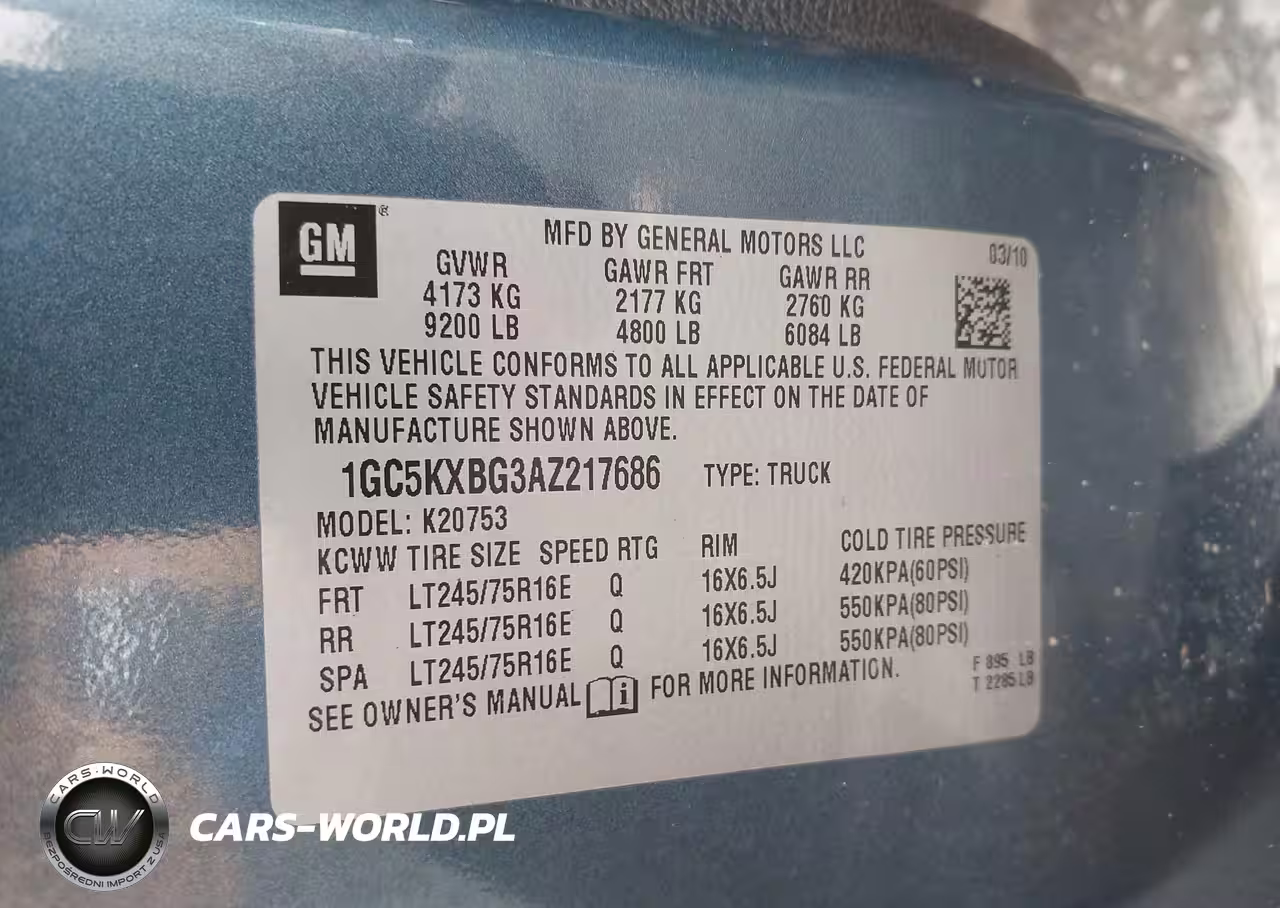 GM
®
MFD BY GENERAL MOTORS LLC
03/10
GVWR GAWR FRT GAWR RR
4173 KG 2177 KG 2760 KG
9200 LB 4800 LB 6084 LB
THIS VEHICLE CONFORMS TO ALL APPLICABLE U.S. FEDERAL MOTOR
VEHICLE SAFETY STANDARDS IN EFFECT ON THE DATE OF
MANUFACTURE SHOWN ABOVE.
1GC5KXBG3AZ217686 TYPE: TRUCK
MODEL: K20753
KCWW TIRE SIZE SPEED RTG RIM COLD TIRE PRESSURE
FRT LT245/75R16E Q 16X6.5J 420KPA(60PSI)
RR LT245/75R16E Q 16X6.5J 550KPA(80PSI)
SPA LT245/75R16E Q 16X6.5J 550KPA(80PSI)
SEE OWNER'S MANUAL i FOR MORE INFORMATION.
F 895 LB
T 2285 LB
CARS-WORLD
CW
BEZPOŚREDNI IMPORT Z USA
CARS-WORLD.PL